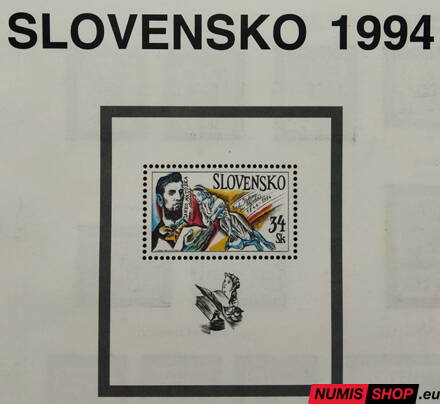 SLOVENSKO 1994
SLOVENSKO
34
Sk
NUMIS SHOP.eu